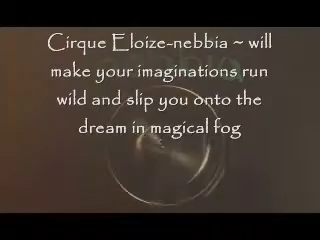 Cirque Eloize-nebbia ~ will
make your imaginations run
wild and slip you onto the
dream in magical fog